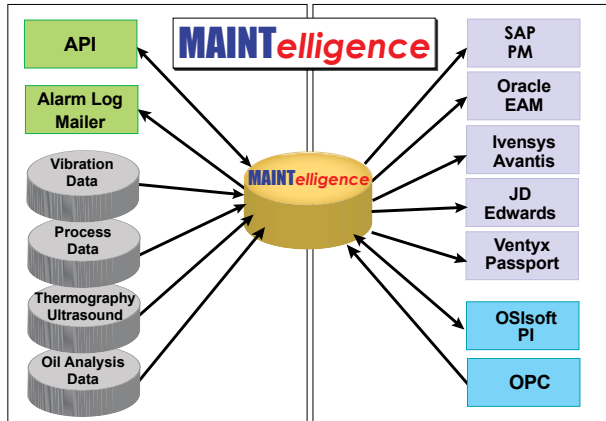 MAINTelligence
API
Alarm Log
Mailer
Vibration
Data
Process
Data
Thermography
Ultrasound
Oil Analysis
Data
MAINTelligence
SAP
PM
Oracle
EAM
Ivensys
Avantis
JD
Edwards
Ventyx
Passport
OSIsoft
PI
OPC